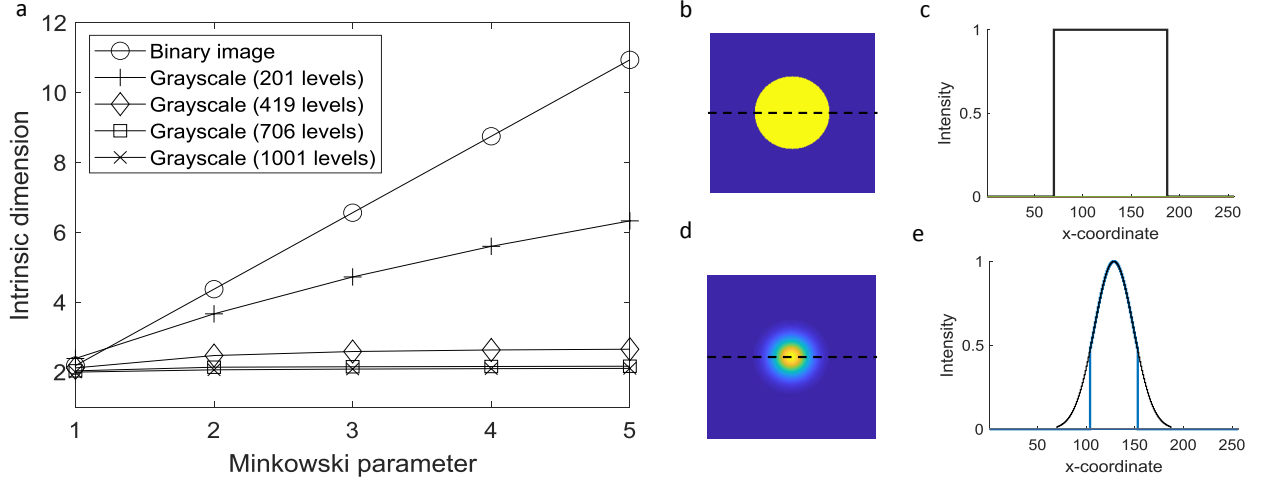 a
12
10
8
6
4
2
Intrinsic dimension
1
2
3
4
5
Minkowski parameter
Binary image
Grayscale (201 levels)
Grayscale (419 levels)
Grayscale (706 levels)
Grayscale (1001 levels)
b
c
1
0.5
0
Intensity
50
100
150
200
250
x-coordinate
d
e
1
0.5
0
Intensity
50
100
150
200
250
x-coordinate